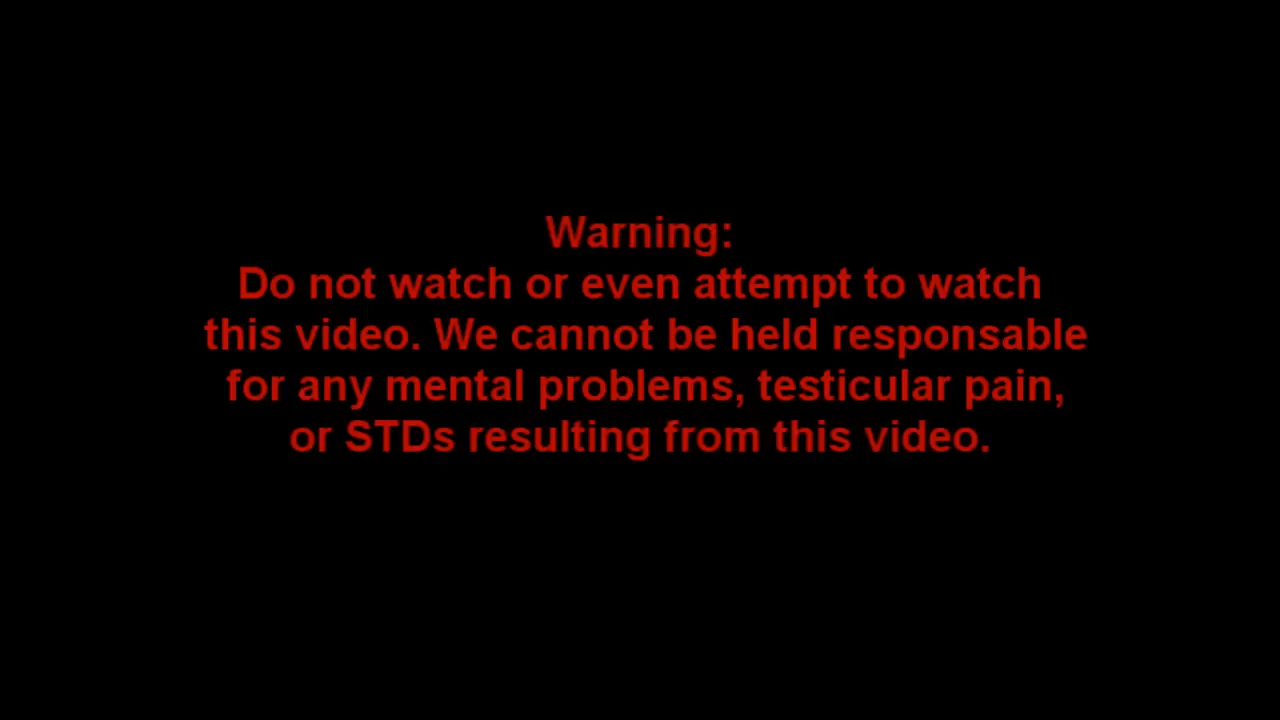 Warning:
Do not watch or even attempt to watch
this video. We cannot be held responsable
for any mental problems, testicular pain,
or STDs resulting from this video.